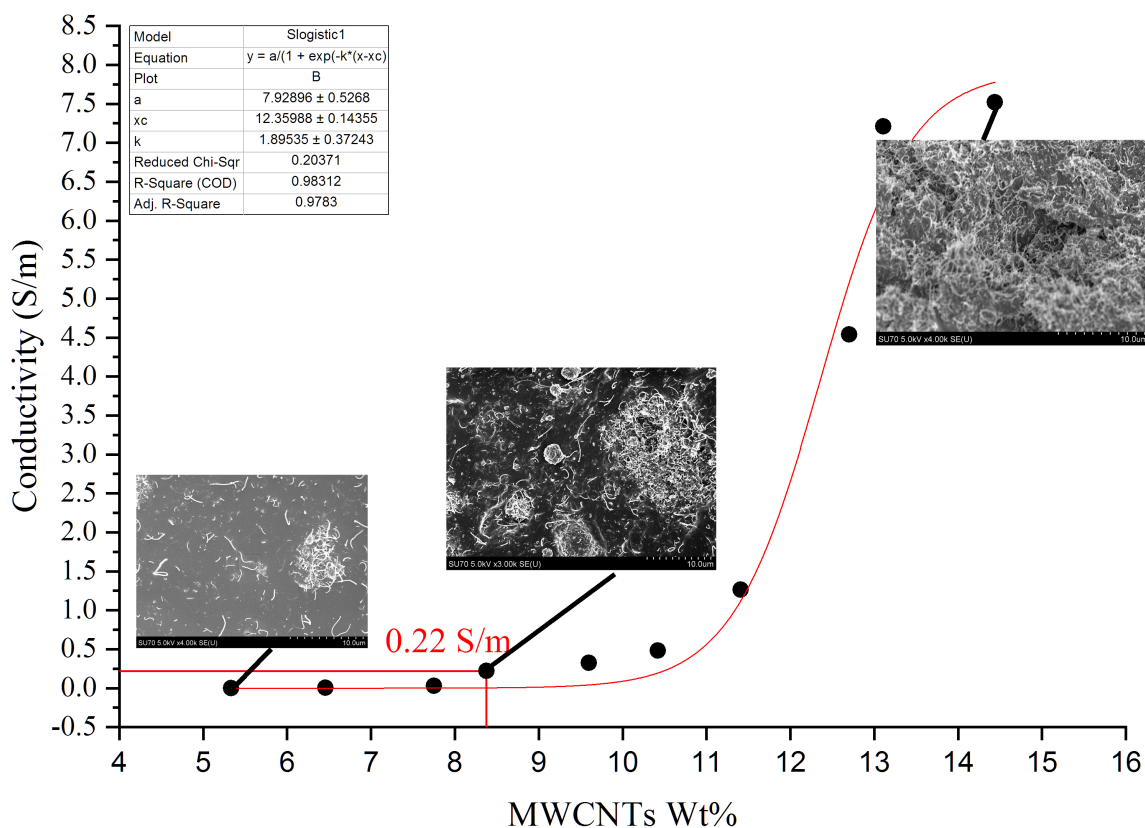 8.5
8.0
7.5
7.0
6.5
6.0
5.5
5.0
4.5
4.0
3.5
3.0
2.5
2.0
1.5
1.0
0.5
0.0
-0.5
Conductivity (S/m)
Model Slogistic1
Equation y = a/(1 + exp(-k*(x-xc)
Plot B
a 7.92896 ± 0.5268
xc 12.35988 ± 0.14355
k 1.89535 ± 0.37243
Reduced Chi-Sqr 0.20371
R-Square (COD) 0.98312
Adj. R-Square 0.9783
SU70 5.0kV x4.00k SE(U) 10.0um
SU70 5.0kV x3.00k SE(U) 10.0um
SU70 5.0kV x4.00k SE(U) 10.0um
0.22 S/m
4 5 6 7 8 9 10 11 12 13 14 15 16
MWCNTs Wt%